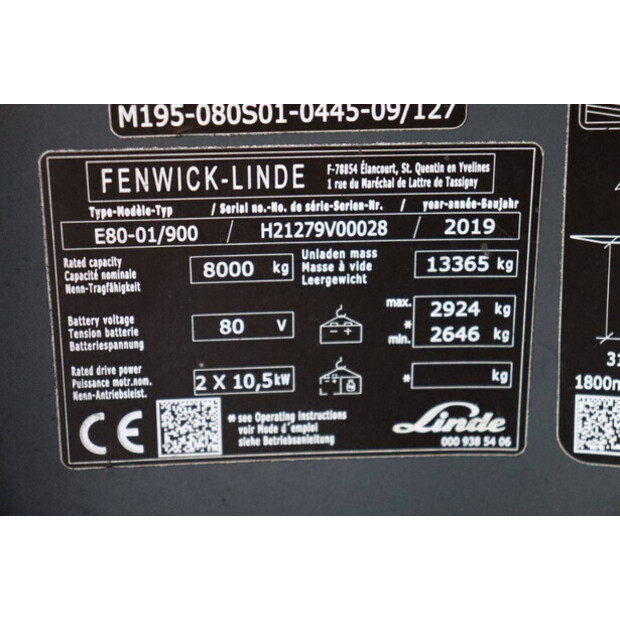 M195-080S01-0445-09/127
FENWICK-LINDE
F-78854 Élancourt, St. Quentin en Yvelines
1 rue du Maréchal de Lattre de Tassigny
Type-Modèle-Typ / Serial no.-No. de série-Serien-Nr. / year-année-Baujahr
E80-01/900 / H21279V00028 / 2019
Rated capacity
Capacité nominale
Nenn-Tragfähigkeit
8000 kg
Unladen mass
Masse à vide
Leergewicht
13365 kg
Battery voltage
Tension batterie
Batteriespannung
80 V
- +
max. 2924 kg
*
min. 2646 kg
Rated drive power
Puissance motr.nom.
Nenn-Antriebsleist.
2 X 10,5kW
* kg
CE
* see Operating instructions
voir Mode d'emploi
siehe Betriebsanleitung
Linde
000 938 54 06
31
1800m